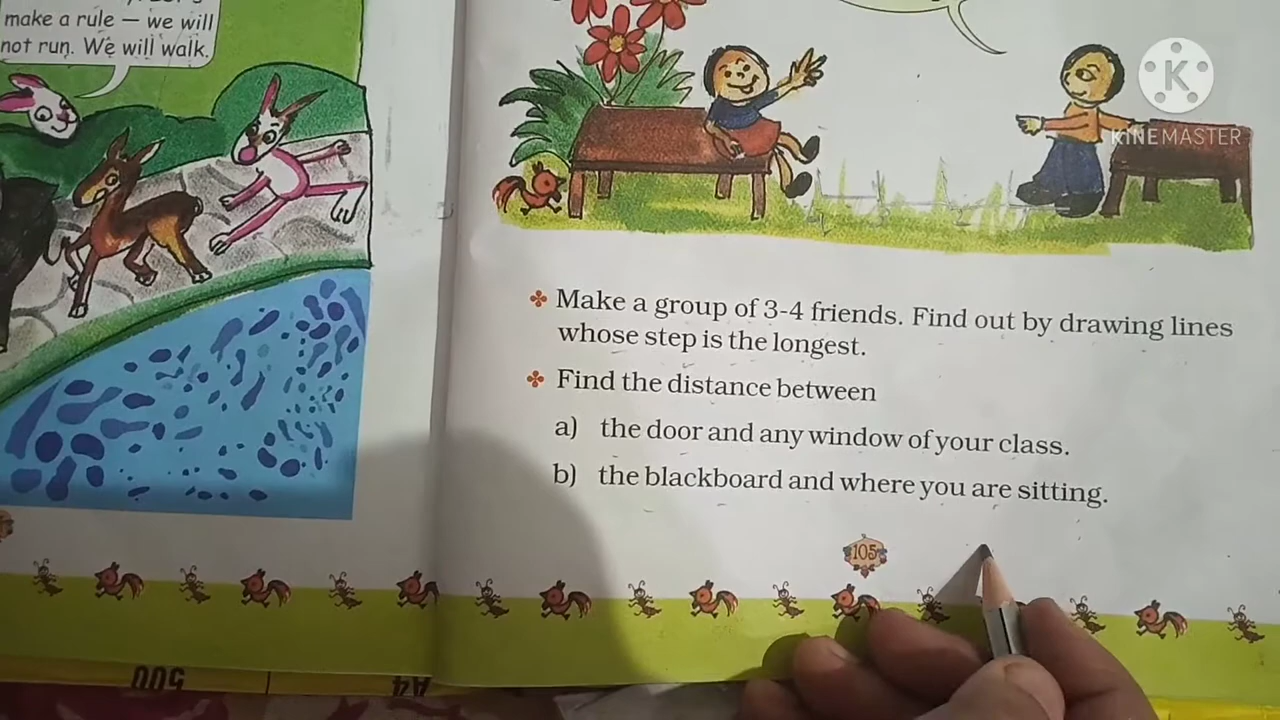 make a rule — we will
not run. We will walk.
K
KINEMASTER
❖ Make a group of 3-4 friends. Find out by drawing lines
whose step is the longest.
❖ Find the distance between
a) the door and any window of your class.
b) the blackboard and where you are sitting.
105
500
A4